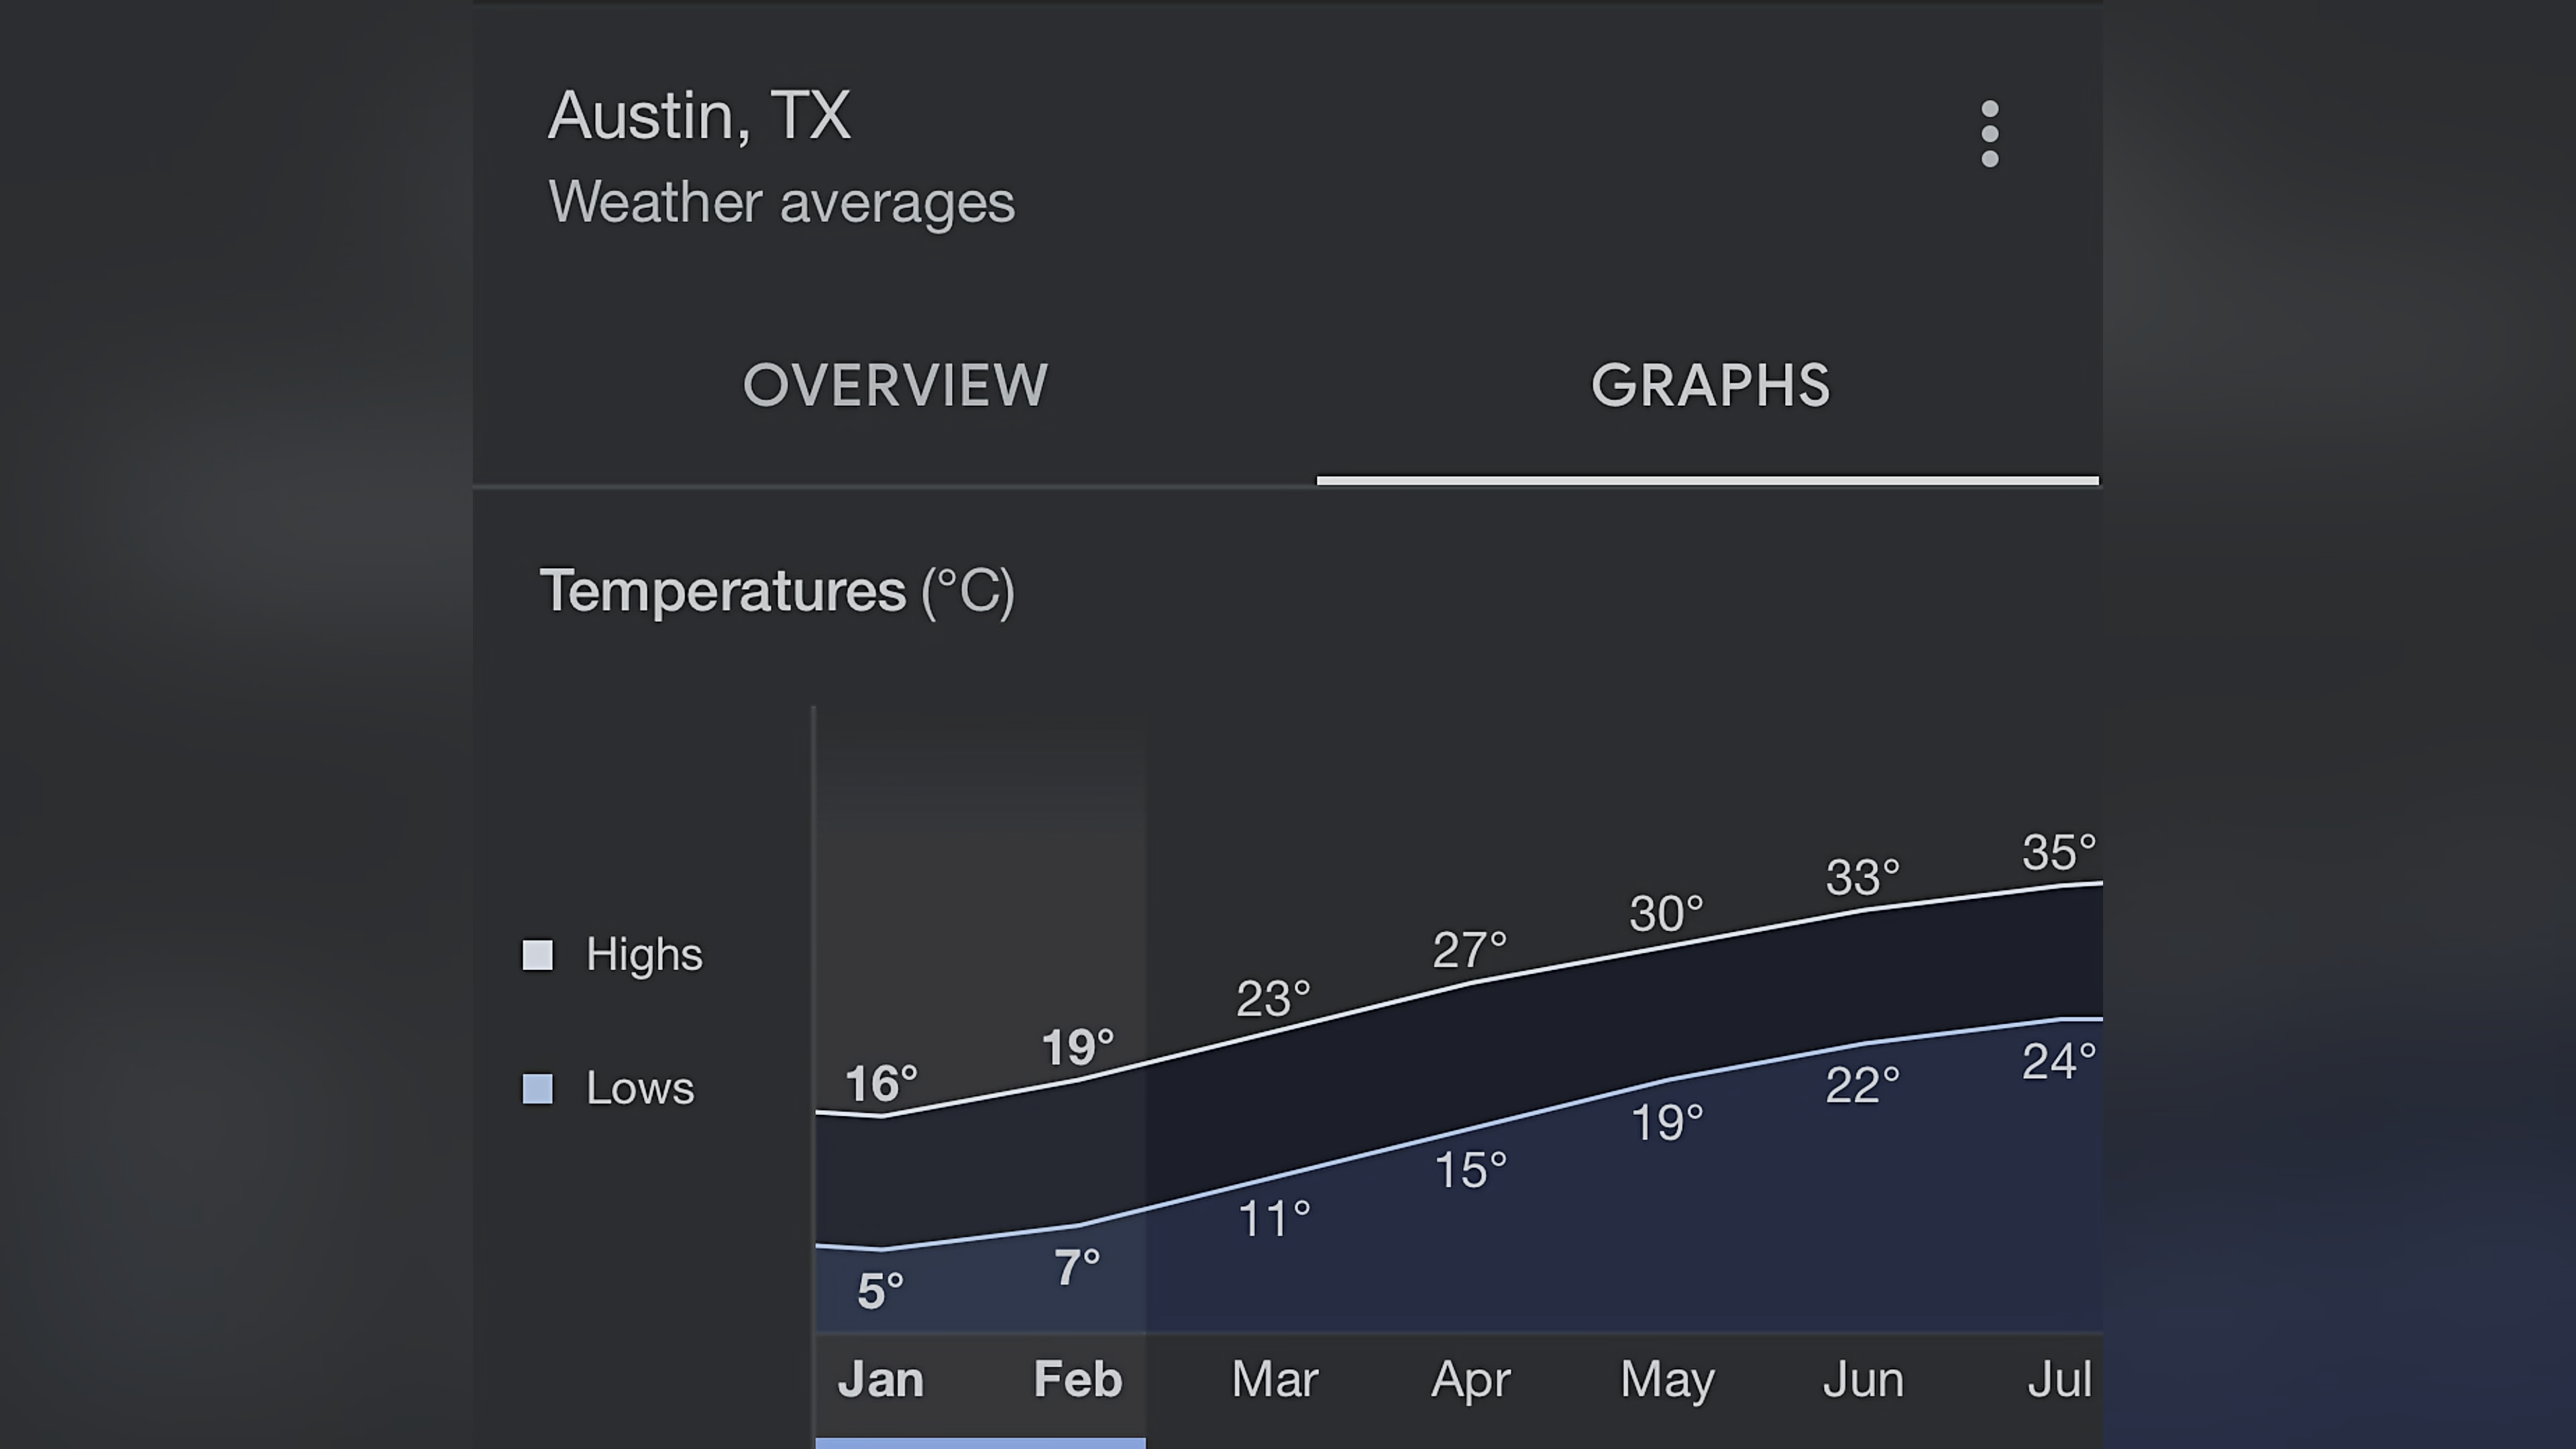 Austin, TX
Weather averages
OVERVIEW GRAPHS
Temperatures (°C)
Highs
Lows
16° 19° 23° 27° 30° 33° 35°
5° 7° 11° 15° 19° 22° 24°
Jan Feb Mar Apr May Jun Jul